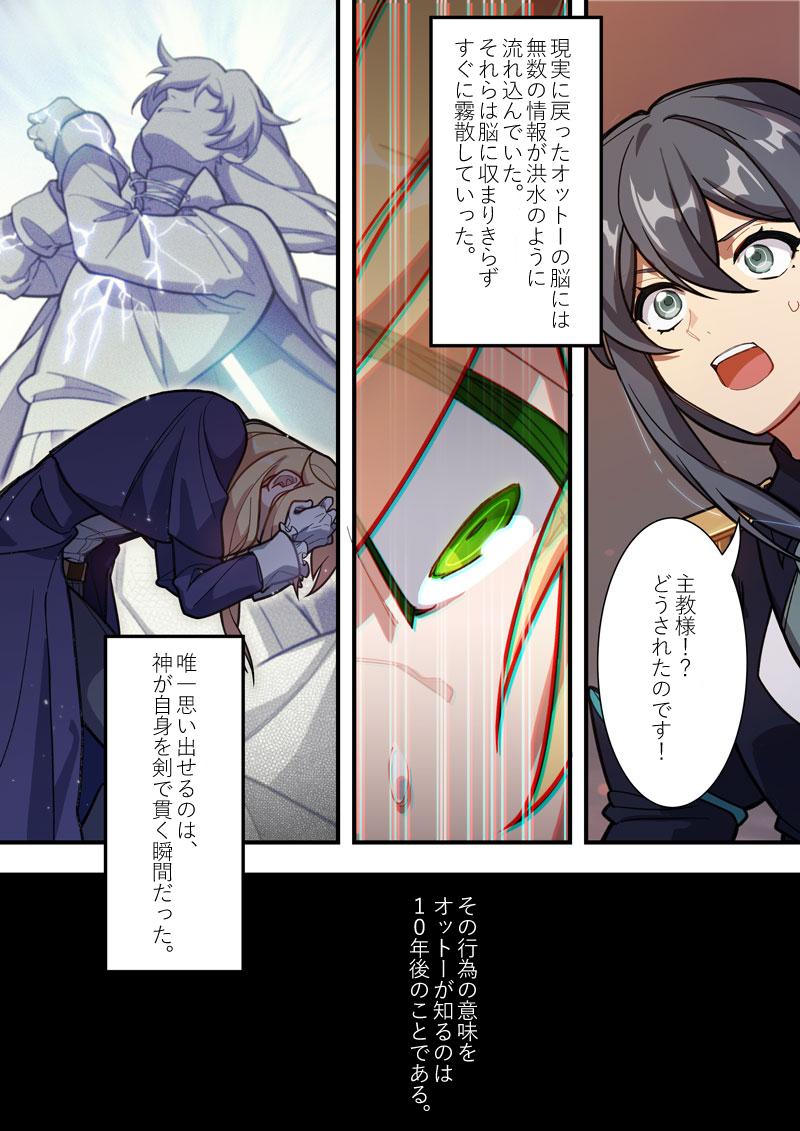 現実に戻ったオットーの脳には
無数の情報が洪水のように
流れ込んでいた。
それらは脳に収まりきらず
すぐに霧散していった。
主教様！？
どうされたのです！
唯一思い出せるのは、
神が自身を剣で貫く瞬間だった。
その行為の意味を
オットーが知るのは
１０年後のことである。